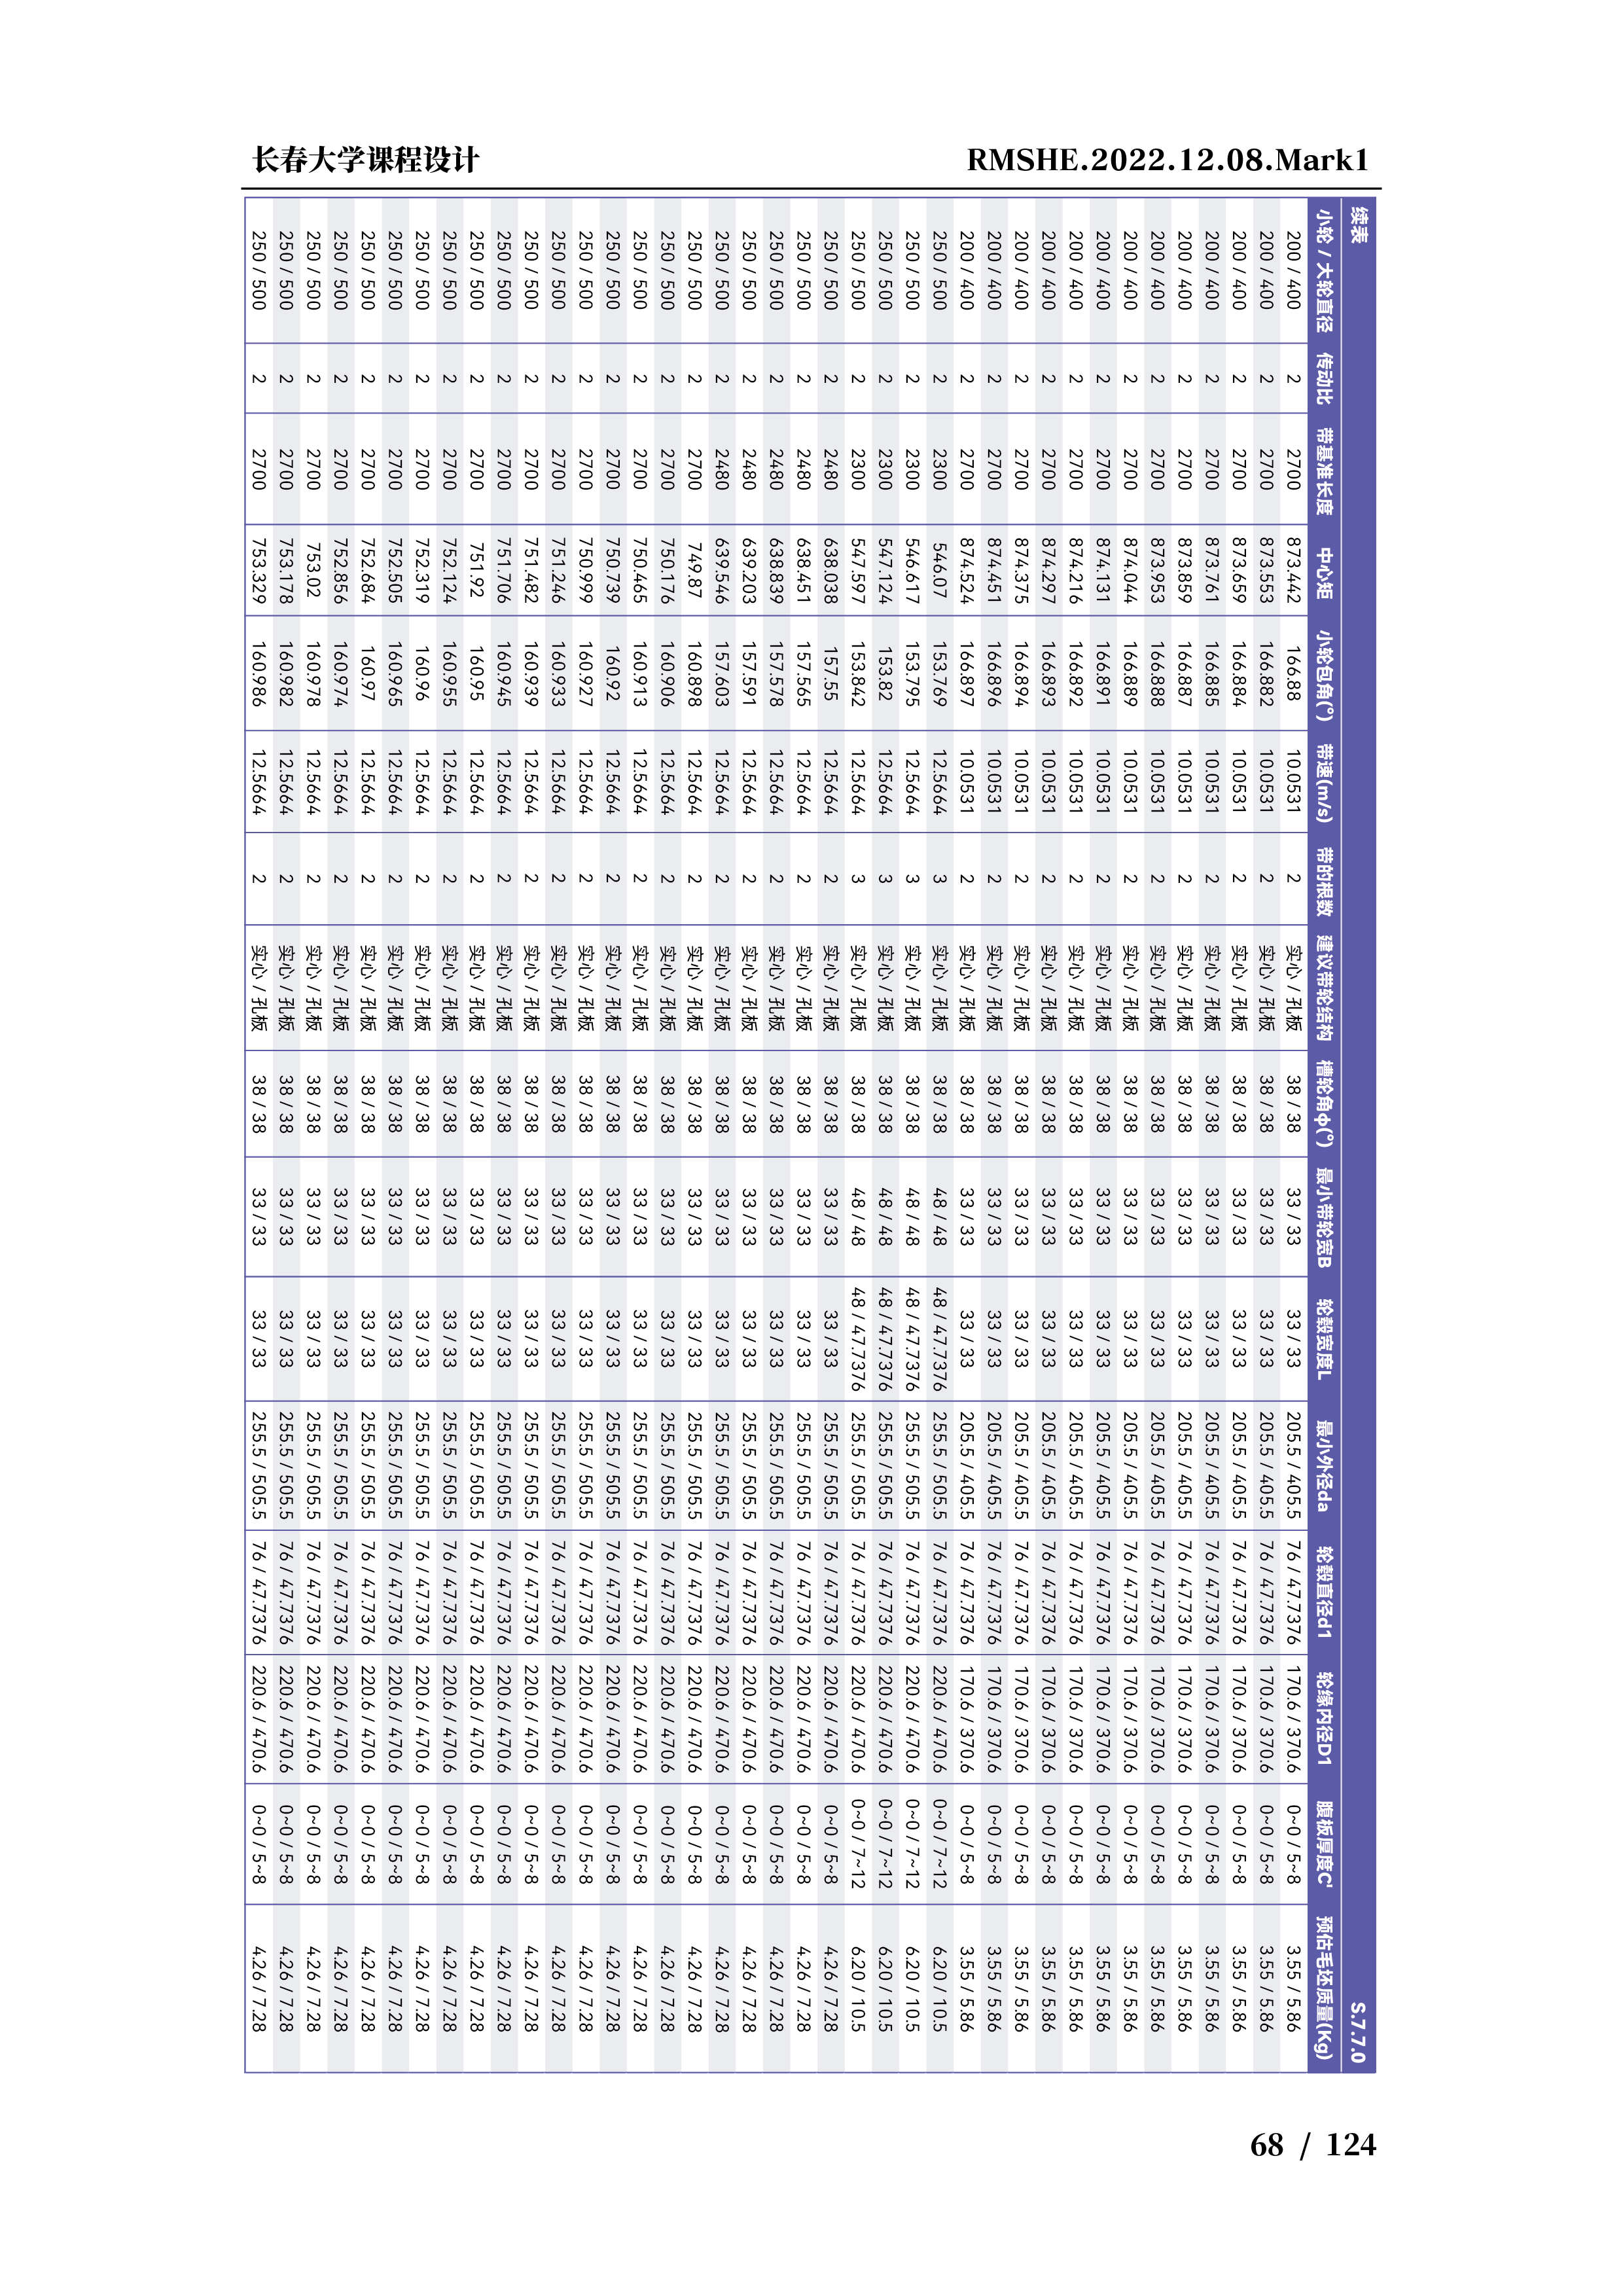 长春大学课程设计 RMSHE.2022.12.08.Mark1
续表 S.7.7.0
小轮 / 大轮直径 传动比 带基准长度 中心矩 小轮包角(°) 带速(m/s) 带的根数 建议带轮结构 槽轮角φ(°) 最小带轮宽B 轮毂宽度L 最小外径da 轮毂直径d1 轮缘内径D1 腹板厚度C' 预估毛坯质量(Kg)
200 / 400 2 2700 873.442 166.88 10.0531 2 实心 / 孔板 38 / 38 33 / 33 33 / 33 205.5 / 405.5 76 / 47.7376 170.6 / 370.6 0~0 / 5~8 3.55 / 5.86
200 / 400 2 2700 873.553 166.882 10.0531 2 实心 / 孔板 38 / 38 33 / 33 33 / 33 205.5 / 405.5 76 / 47.7376 170.6 / 370.6 0~0 / 5~8 3.55 / 5.86
200 / 400 2 2700 873.659 166.884 10.0531 2 实心 / 孔板 38 / 38 33 / 33 33 / 33 205.5 / 405.5 76 / 47.7376 170.6 / 370.6 0~0 / 5~8 3.55 / 5.86
200 / 400 2 2700 873.761 166.885 10.0531 2 实心 / 孔板 38 / 38 33 / 33 33 / 33 205.5 / 405.5 76 / 47.7376 170.6 / 370.6 0~0 / 5~8 3.55 / 5.86
200 / 400 2 2700 873.859 166.887 10.0531 2 实心 / 孔板 38 / 38 33 / 33 33 / 33 205.5 / 405.5 76 / 47.7376 170.6 / 370.6 0~0 / 5~8 3.55 / 5.86
200 / 400 2 2700 873.953 166.888 10.0531 2 实心 / 孔板 38 / 38 33 / 33 33 / 33 205.5 / 405.5 76 / 47.7376 170.6 / 370.6 0~0 / 5~8 3.55 / 5.86
200 / 400 2 2700 874.044 166.889 10.0531 2 实心 / 孔板 38 / 38 33 / 33 33 / 33 205.5 / 405.5 76 / 47.7376 170.6 / 370.6 0~0 / 5~8 3.55 / 5.86
200 / 400 2 2700 874.131 166.891 10.0531 2 实心 / 孔板 38 / 38 33 / 33 33 / 33 205.5 / 405.5 76 / 47.7376 170.6 / 370.6 0~0 / 5~8 3.55 / 5.86
200 / 400 2 2700 874.216 166.892 10.0531 2 实心 / 孔板 38 / 38 33 / 33 33 / 33 205.5 / 405.5 76 / 47.7376 170.6 / 370.6 0~0 / 5~8 3.55 / 5.86
200 / 400 2 2700 874.297 166.893 10.0531 2 实心 / 孔板 38 / 38 33 / 33 33 / 33 205.5 / 405.5 76 / 47.7376 170.6 / 370.6 0~0 / 5~8 3.55 / 5.86
200 / 400 2 2700 874.375 166.894 10.0531 2 实心 / 孔板 38 / 38 33 / 33 33 / 33 205.5 / 405.5 76 / 47.7376 170.6 / 370.6 0~0 / 5~8 3.55 / 5.86
200 / 400 2 2700 874.451 166.896 10.0531 2 实心 / 孔板 38 / 38 33 / 33 33 / 33 205.5 / 405.5 76 / 47.7376 170.6 / 370.6 0~0 / 5~8 3.55 / 5.86
200 / 400 2 2700 874.524 166.897 10.0531 2 实心 / 孔板 38 / 38 33 / 33 33 / 33 205.5 / 405.5 76 / 47.7376 170.6 / 370.6 0~0 / 5~8 3.55 / 5.86
250 / 500 2 2300 546.07 153.769 12.5664 3 实心 / 孔板 38 / 38 48 / 48 48 / 47.7376 255.5 / 505.5 76 / 47.7376 220.6 / 470.6 0~0 / 7~12 6.20 / 10.5
250 / 500 2 2300 546.617 153.795 12.5664 3 实心 / 孔板 38 / 38 48 / 48 48 / 47.7376 255.5 / 505.5 76 / 47.7376 220.6 / 470.6 0~0 / 7~12 6.20 / 10.5
250 / 500 2 2300 547.124 153.82 12.5664 3 实心 / 孔板 38 / 38 48 / 48 48 / 47.7376 255.5 / 505.5 76 / 47.7376 220.6 / 470.6 0~0 / 7~12 6.20 / 10.5
250 / 500 2 2300 547.597 153.842 12.5664 3 实心 / 孔板 38 / 38 48 / 48 48 / 47.7376 255.5 / 505.5 76 / 47.7376 220.6 / 470.6 0~0 / 7~12 6.20 / 10.5
250 / 500 2 2480 638.038 157.55 12.5664 2 实心 / 孔板 38 / 38 33 / 33 33 / 33 255.5 / 505.5 76 / 47.7376 220.6 / 470.6 0~0 / 5~8 4.26 / 7.28
250 / 500 2 2480 638.451 157.565 12.5664 2 实心 / 孔板 38 / 38 33 / 33 33 / 33 255.5 / 505.5 76 / 47.7376 220.6 / 470.6 0~0 / 5~8 4.26 / 7.28
250 / 500 2 2480 638.839 157.578 12.5664 2 实心 / 孔板 38 / 38 33 / 33 33 / 33 255.5 / 505.5 76 / 47.7376 220.6 / 470.6 0~0 / 5~8 4.26 / 7.28
250 / 500 2 2480 639.203 157.591 12.5664 2 实心 / 孔板 38 / 38 33 / 33 33 / 33 255.5 / 505.5 76 / 47.7376 220.6 / 470.6 0~0 / 5~8 4.26 / 7.28
250 / 500 2 2480 639.546 157.603 12.5664 2 实心 / 孔板 38 / 38 33 / 33 33 / 33 255.5 / 505.5 76 / 47.7376 220.6 / 470.6 0~0 / 5~8 4.26 / 7.28
250 / 500 2 2700 749.87 160.898 12.5664 2 实心 / 孔板 38 / 38 33 / 33 33 / 33 255.5 / 505.5 76 / 47.7376 220.6 / 470.6 0~0 / 5~8 4.26 / 7.28
250 / 500 2 2700 750.176 160.906 12.5664 2 实心 / 孔板 38 / 38 33 / 33 33 / 33 255.5 / 505.5 76 / 47.7376 220.6 / 470.6 0~0 / 5~8 4.26 / 7.28
250 / 500 2 2700 750.465 160.913 12.5664 2 实心 / 孔板 38 / 38 33 / 33 33 / 33 255.5 / 505.5 76 / 47.7376 220.6 / 470.6 0~0 / 5~8 4.26 / 7.28
250 / 500 2 2700 750.739 160.92 12.5664 2 实心 / 孔板 38 / 38 33 / 33 33 / 33 255.5 / 505.5 76 / 47.7376 220.6 / 470.6 0~0 / 5~8 4.26 / 7.28
250 / 500 2 2700 750.999 160.927 12.5664 2 实心 / 孔板 38 / 38 33 / 33 33 / 33 255.5 / 505.5 76 / 47.7376 220.6 / 470.6 0~0 / 5~8 4.26 / 7.28
250 / 500 2 2700 751.246 160.933 12.5664 2 实心 / 孔板 38 / 38 33 / 33 33 / 33 255.5 / 505.5 76 / 47.7376 220.6 / 470.6 0~0 / 5~8 4.26 / 7.28
250 / 500 2 2700 751.482 160.939 12.5664 2 实心 / 孔板 38 / 38 33 / 33 33 / 33 255.5 / 505.5 76 / 47.7376 220.6 / 470.6 0~0 / 5~8 4.26 / 7.28
250 / 500 2 2700 751.706 160.945 12.5664 2 实心 / 孔板 38 / 38 33 / 33 33 / 33 255.5 / 505.5 76 / 47.7376 220.6 / 470.6 0~0 / 5~8 4.26 / 7.28
250 / 500 2 2700 751.92 160.95 12.5664 2 实心 / 孔板 38 / 38 33 / 33 33 / 33 255.5 / 505.5 76 / 47.7376 220.6 / 470.6 0~0 / 5~8 4.26 / 7.28
250 / 500 2 2700 752.124 160.955 12.5664 2 实心 / 孔板 38 / 38 33 / 33 33 / 33 255.5 / 505.5 76 / 47.7376 220.6 / 470.6 0~0 / 5~8 4.26 / 7.28
250 / 500 2 2700 752.319 160.96 12.5664 2 实心 / 孔板 38 / 38 33 / 33 33 / 33 255.5 / 505.5 76 / 47.7376 220.6 / 470.6 0~0 / 5~8 4.26 / 7.28
250 / 500 2 2700 752.505 160.965 12.5664 2 实心 / 孔板 38 / 38 33 / 33 33 / 33 255.5 / 505.5 76 / 47.7376 220.6 / 470.6 0~0 / 5~8 4.26 / 7.28
250 / 500 2 2700 752.684 160.97 12.5664 2 实心 / 孔板 38 / 38 33 / 33 33 / 33 255.5 / 505.5 76 / 47.7376 220.6 / 470.6 0~0 / 5~8 4.26 / 7.28
250 / 500 2 2700 752.856 160.974 12.5664 2 实心 / 孔板 38 / 38 33 / 33 33 / 33 255.5 / 505.5 76 / 47.7376 220.6 / 470.6 0~0 / 5~8 4.26 / 7.28
250 / 500 2 2700 753.02 160.978 12.5664 2 实心 / 孔板 38 / 38 33 / 33 33 / 33 255.5 / 505.5 76 / 47.7376 220.6 / 470.6 0~0 / 5~8 4.26 / 7.28
250 / 500 2 2700 753.178 160.982 12.5664 2 实心 / 孔板 38 / 38 33 / 33 33 / 33 255.5 / 505.5 76 / 47.7376 220.6 / 470.6 0~0 / 5~8 4.26 / 7.28
250 / 500 2 2700 753.329 160.986 12.5664 2 实心 / 孔板 38 / 38 33 / 33 33 / 33 255.5 / 505.5 76 / 47.7376 220.6 / 470.6 0~0 / 5~8 4.26 / 7.28
68 / 124